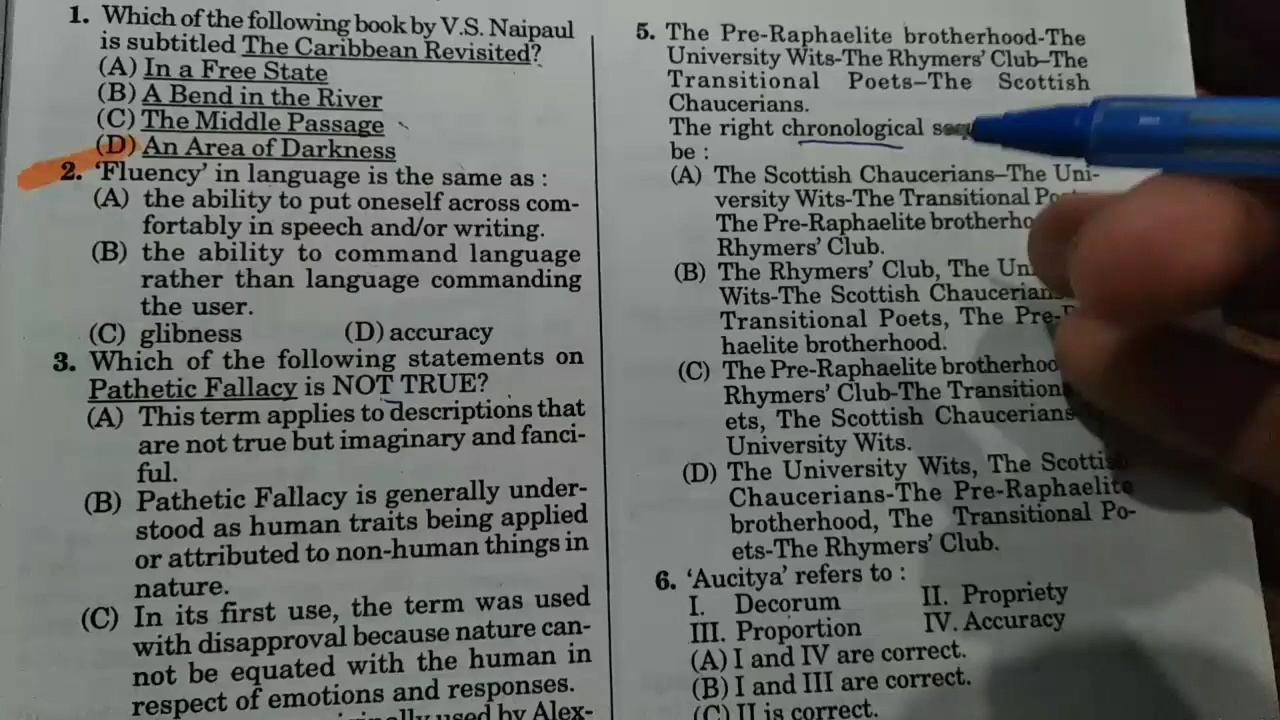 1. Which of the following book by V.S. Naipaul
is subtitled The Caribbean Revisited?
(A) In a Free State
(B) A Bend in the River
(C) The Middle Passage
(D) An Area of Darkness
2. 'Fluency' in language is the same as :
(A) the ability to put oneself across com-
fortably in speech and/or writing.
(B) the ability to command language
rather than language commanding
the user.
(C) glibness (D) accuracy
3. Which of the following statements on
Pathetic Fallacy is NOT TRUE?
(A) This term applies to descriptions that
are not true but imaginary and fanci-
ful.
(B) Pathetic Fallacy is generally under-
stood as human traits being applied
or attributed to non-human things in
nature.
(C) In its first use, the term was used
with disapproval because nature can-
not be equated with the human in
respect of emotions and responses.
used by Alex-
5. The Pre-Raphaelite brotherhood-The
University Wits-The Rhymers' Club–The
Transitional Poets–The Scottish
Chaucerians.
The right chronological
be :
(A) The Scottish Chaucerians–The Uni-
versity Wits-The Transitional
The Pre-Raphaelite
Rhymers' Club.
(B) The Rhymers' Club, The
Wits-The Scottish
Transitional Poets, The
haelite brotherhood.
(C) The Pre-Raphaelite
Rhymers' Club-The
ets, The Scottish Chaucerians
University Wits.
(D) The University Wits, The
Chaucerians-The Pre-Raphaelite
brotherhood, The Transitional Po-
ets-The Rhymers' Club.
6. 'Aucitya' refers to :
I. Decorum II. Propriety
III. Proportion IV. Accuracy
(A) I and IV are correct.
(B) I and III are correct.
(C) II is correct.